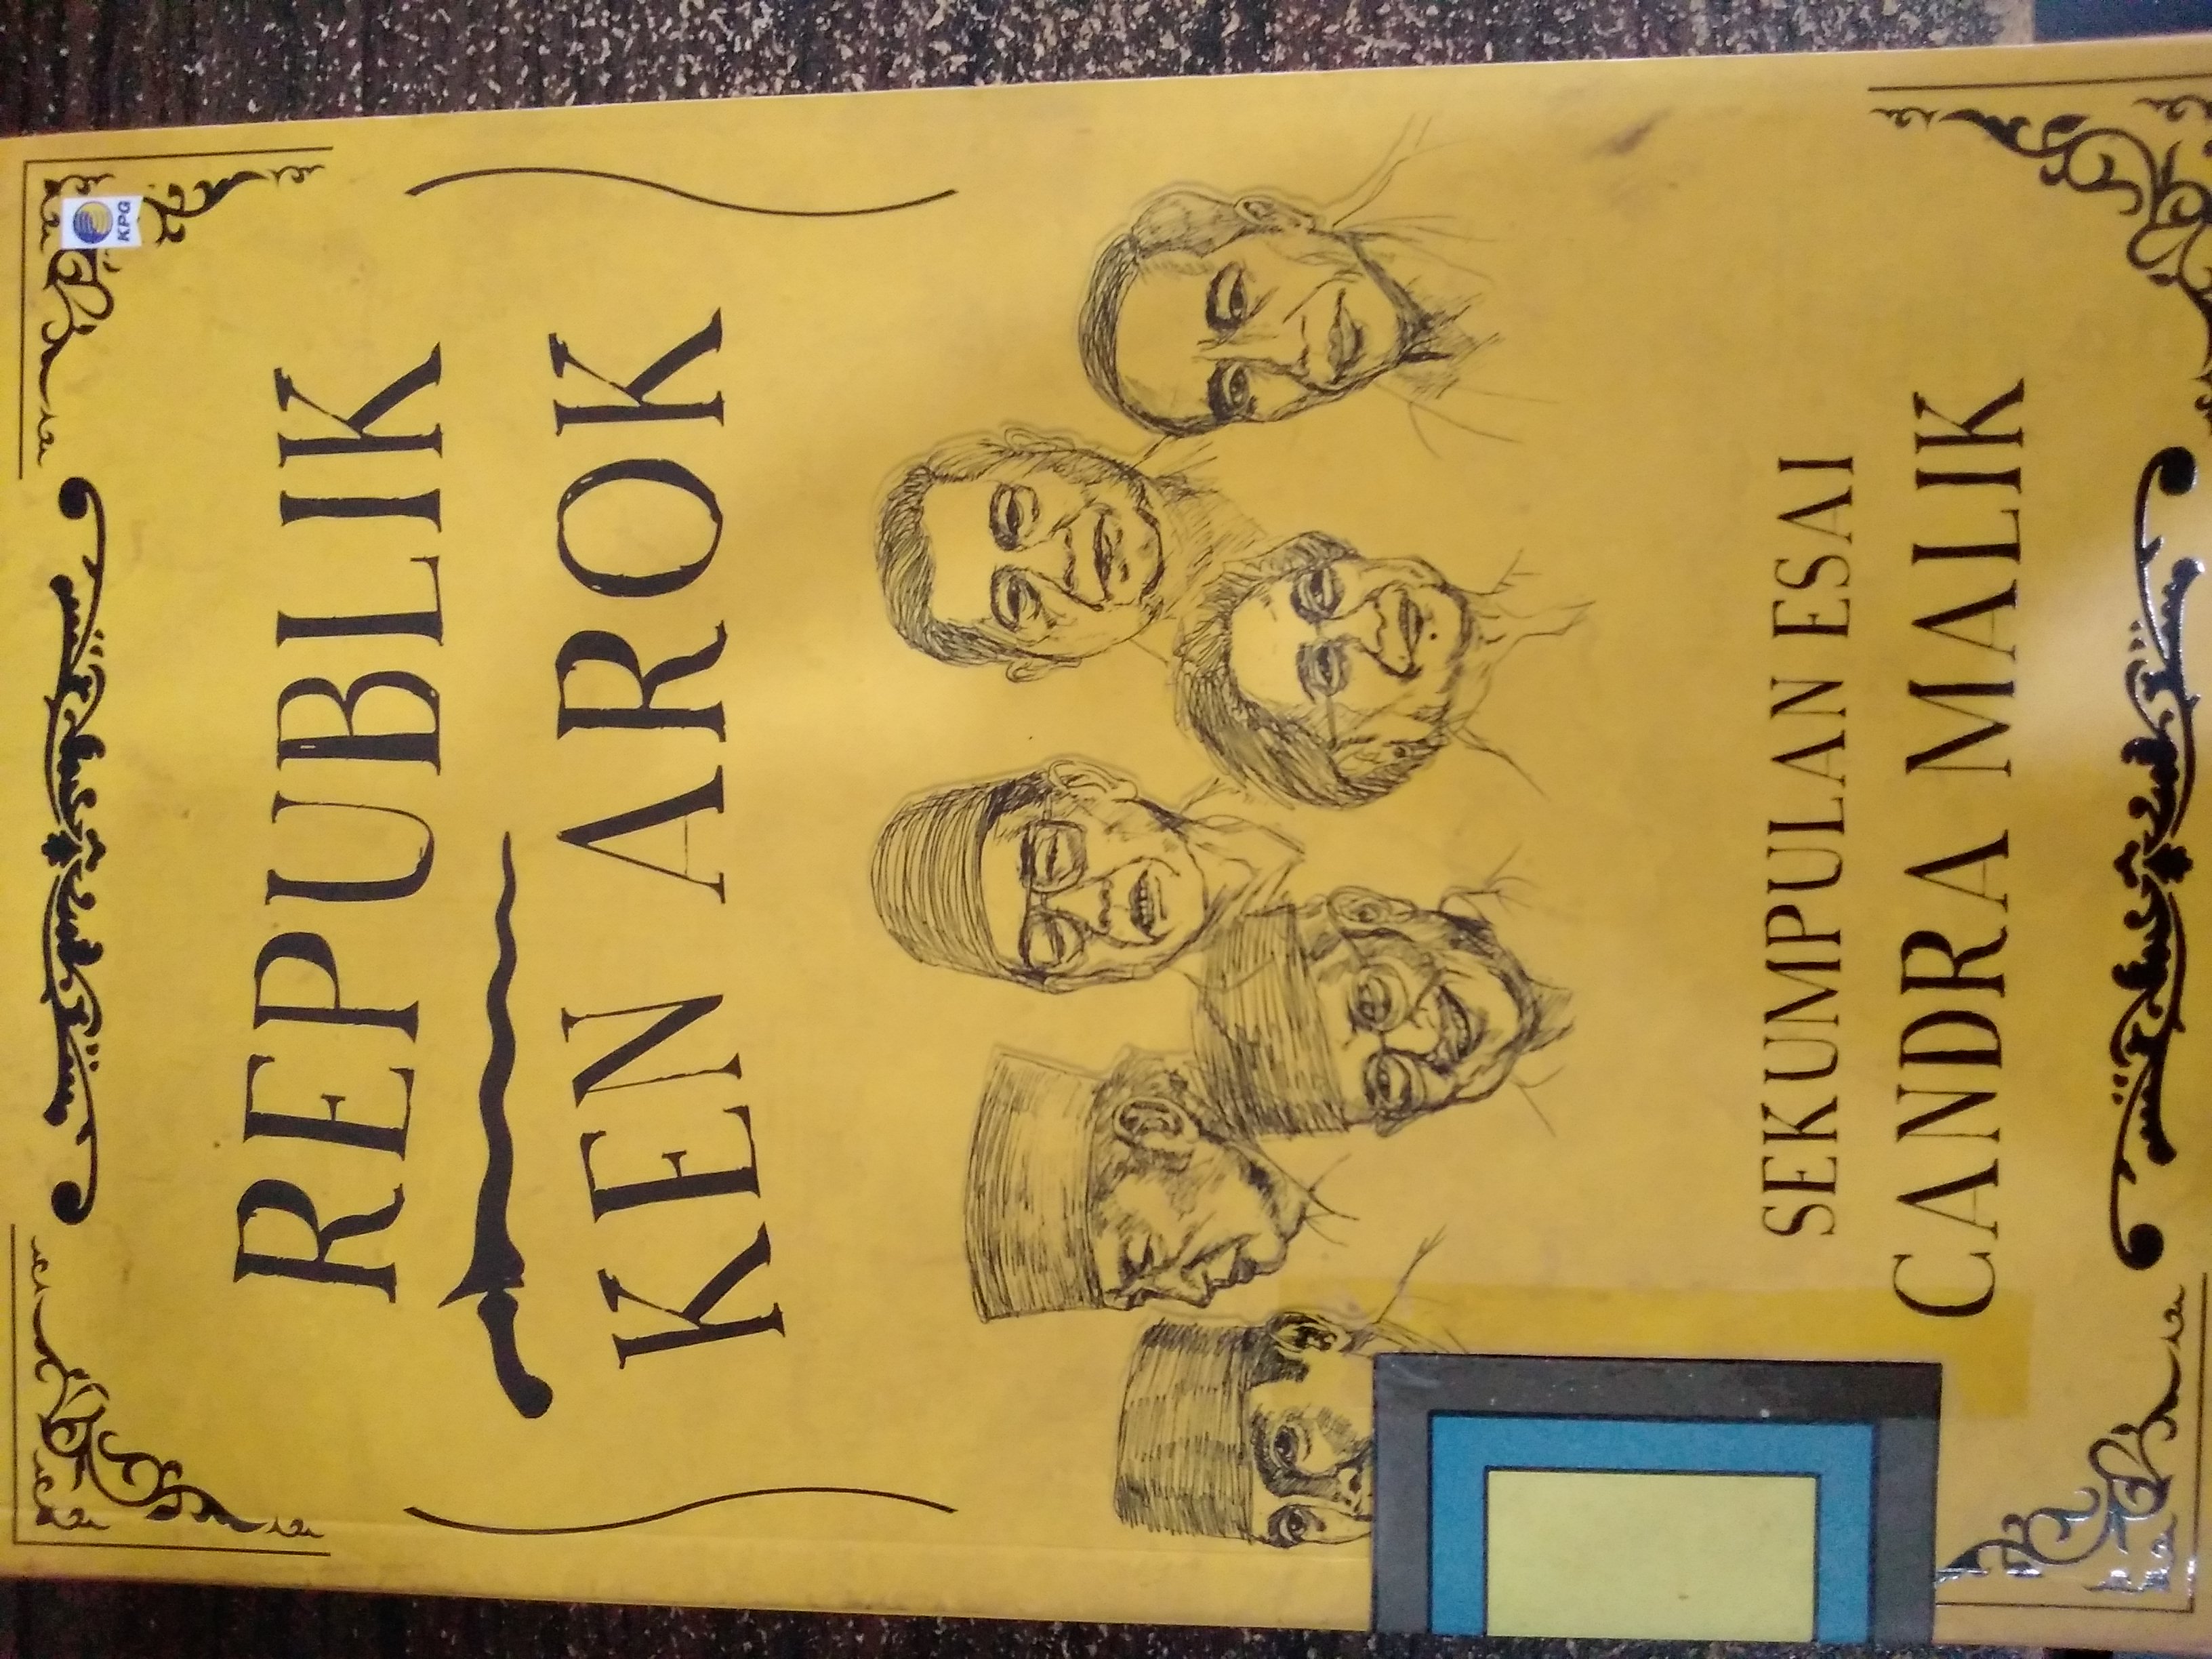 KPG
REPUBLIK
KEN AROK
SEKUMPULAN ESAI
CANDRA MALIK